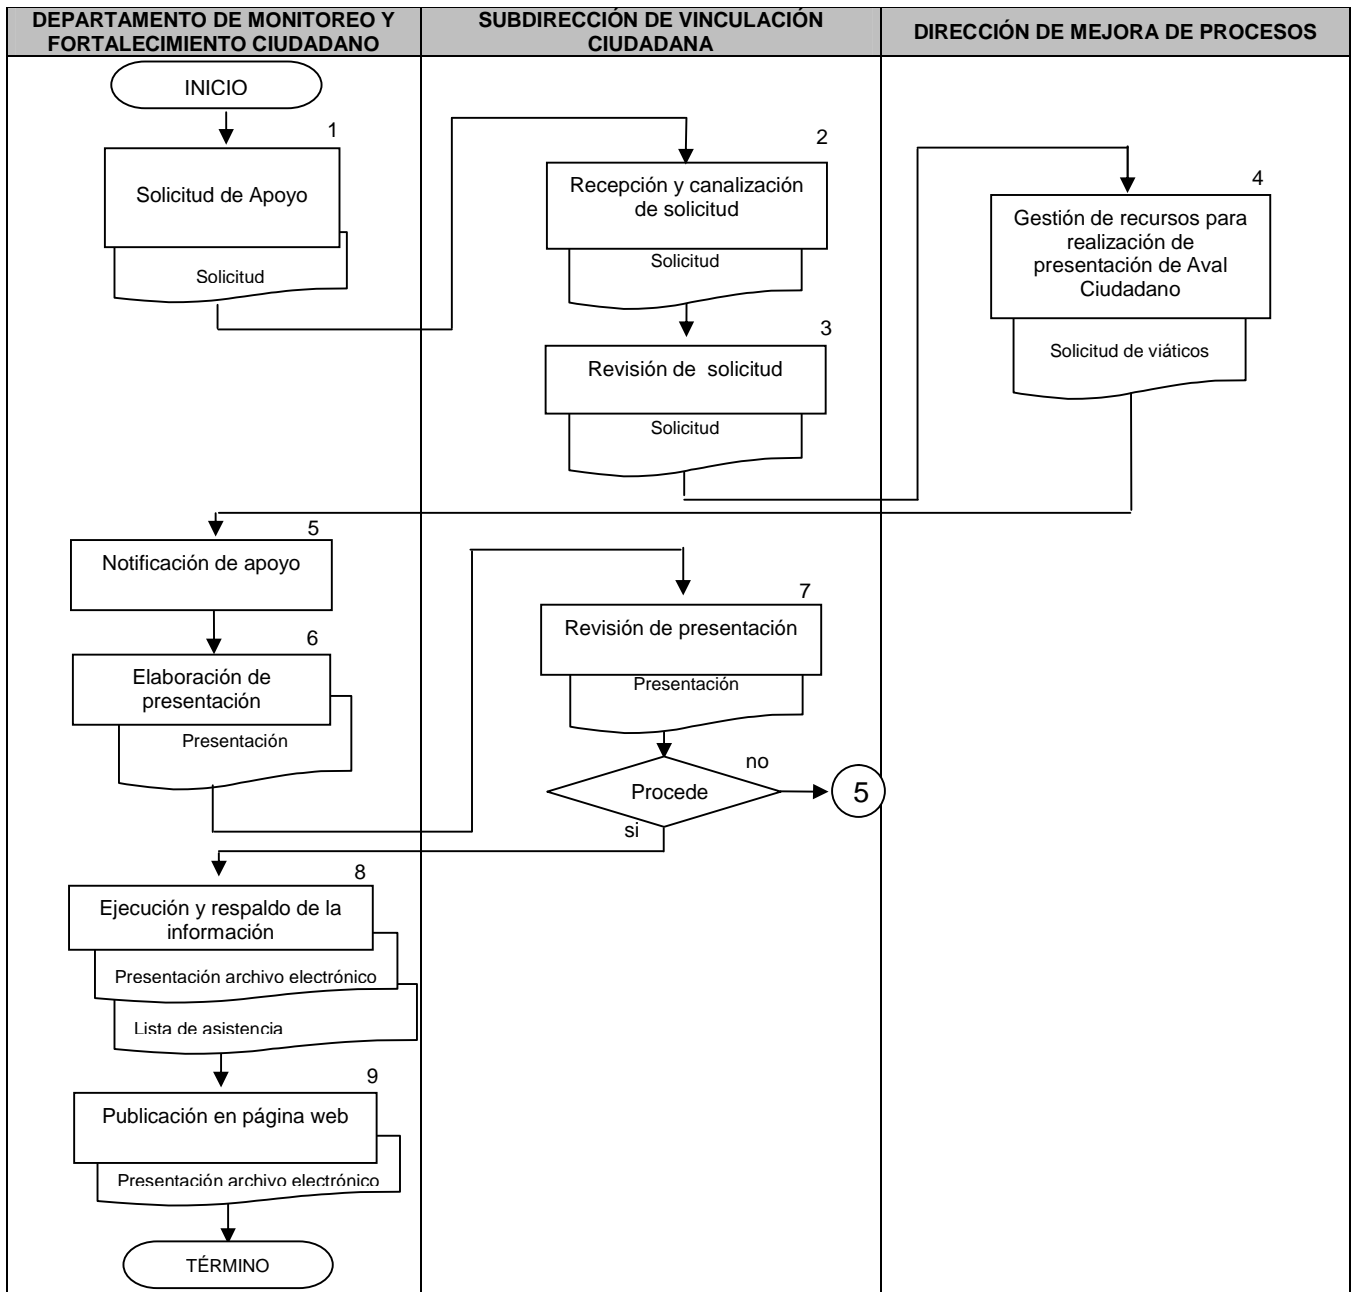 DEPARTAMENTO DE MONITOREO Y
FORTALECIMIENTO CIUDADANO
SUBDIRECCIÓN DE VINCULACIÓN
CIUDADANA
DIRECCIÓN DE MEJORA DE PROCESOS
INICIO
1
Solicitud de Apoyo
Solicitud
2
Recepción y canalización
de solicitud
Solicitud
3
Revisión de solicitud
Solicitud
4
Gestión de recursos para
realización de
presentación de Aval
Ciudadano
Solicitud de viáticos
5
Notificación de apoyo
6
Elaboración de
presentación
Presentación
7
Revisión de presentación
Presentación
Procede
no
5
si
8
Ejecución y respaldo de la
información
Presentación archivo electrónico
Lista de asistencia
9
Publicación en página web
Presentación archivo electrónico
TÉRMINO